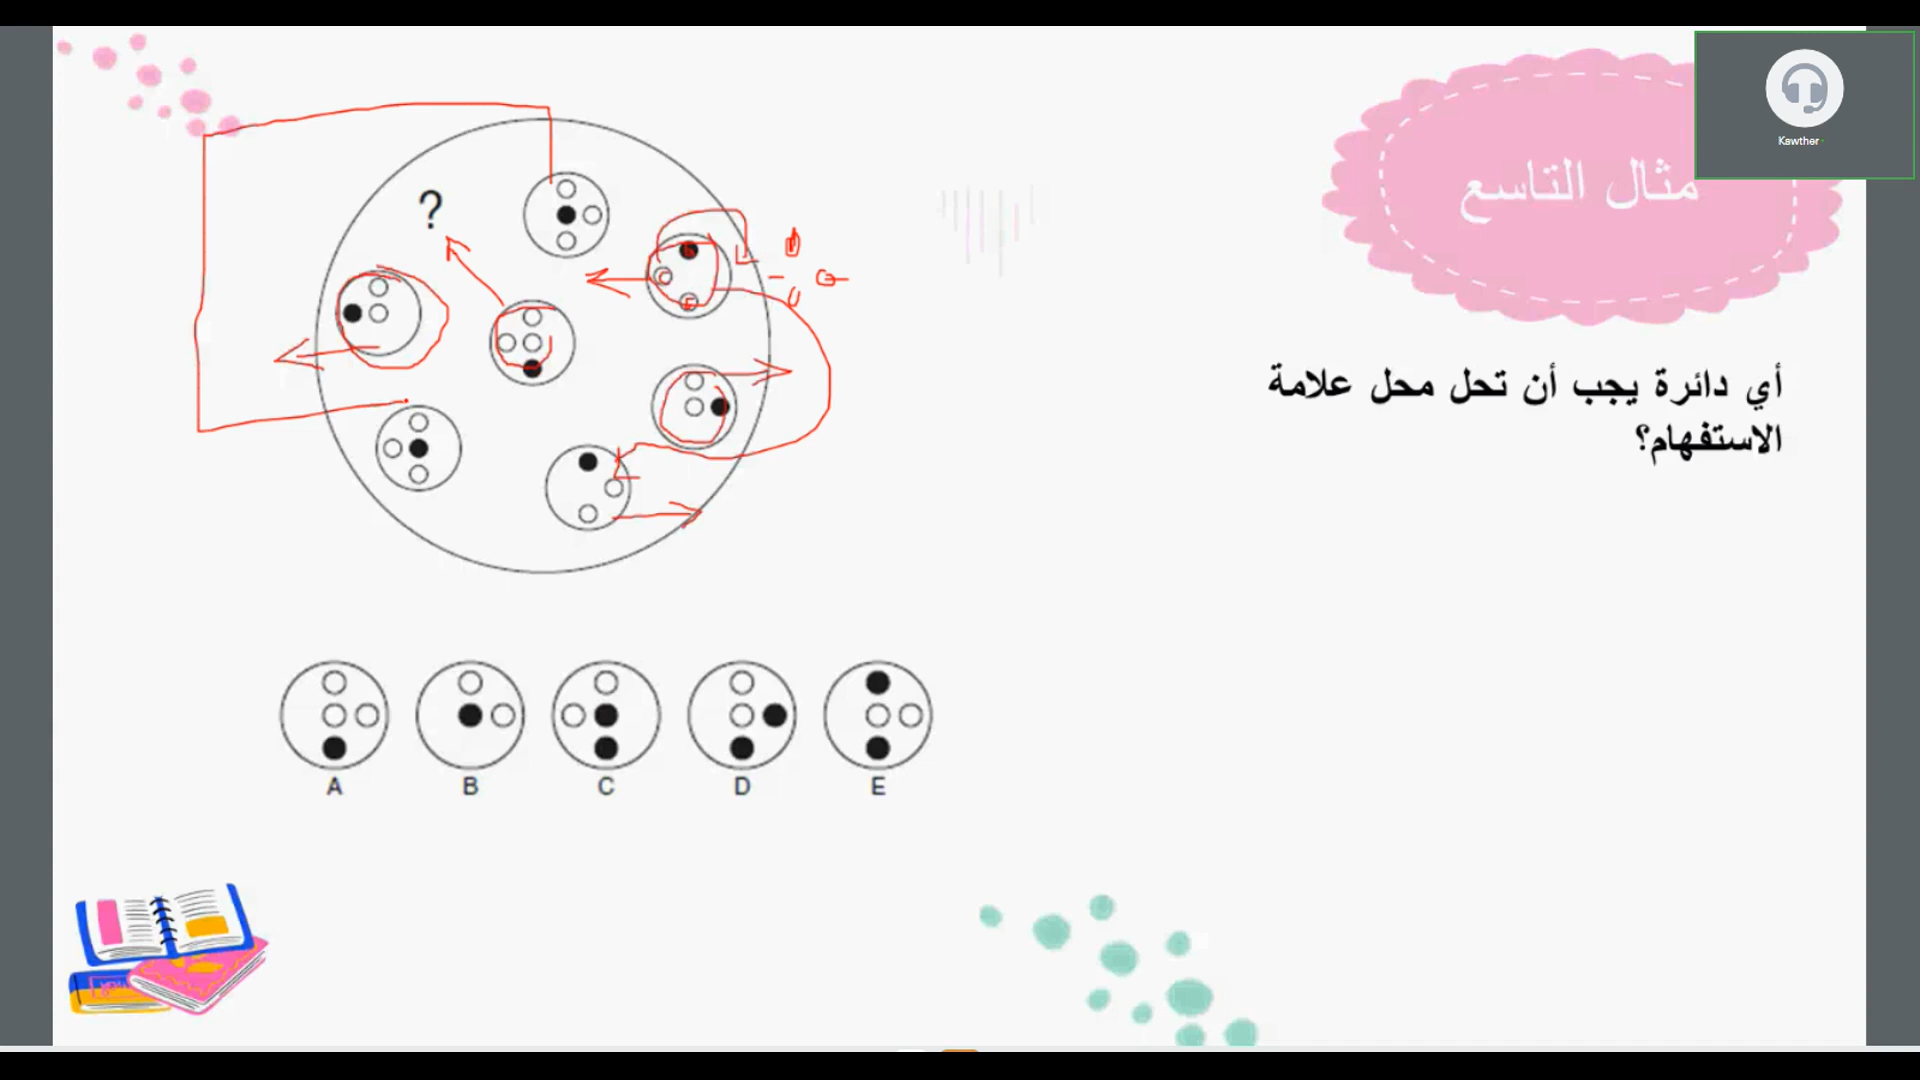 Kawther
مثال التاسع
?
أي دائرة يجب أن تحل محل علامة
الاستفهام؟
A B C D E